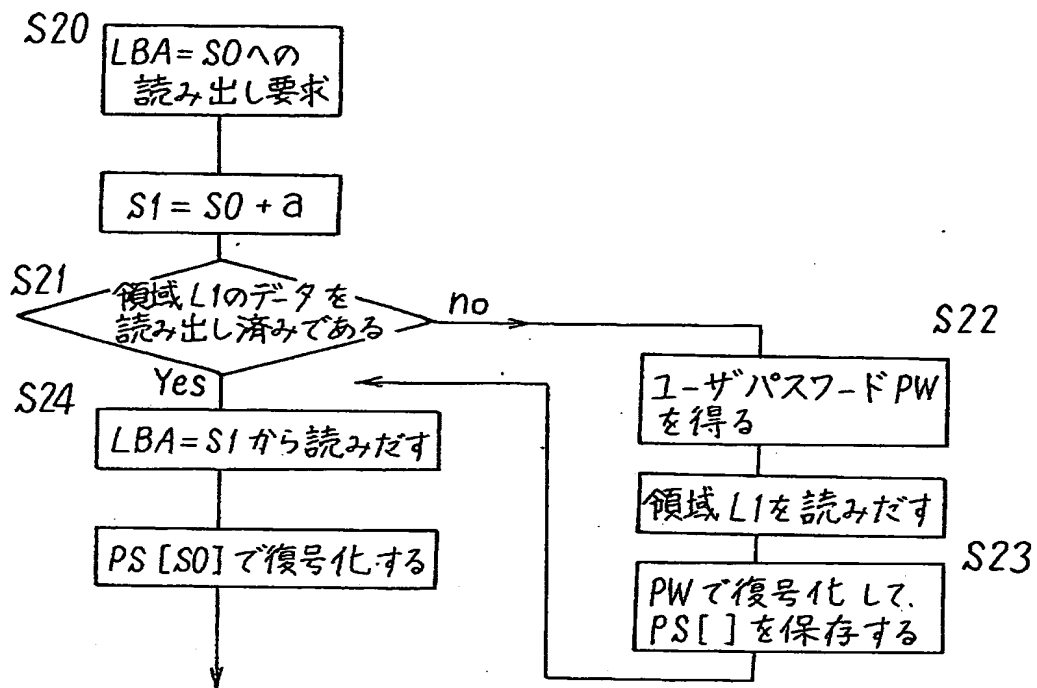 S20
LBA=S0への
読み出し要求
S1=S0+a
S21
領域L1のデータを
読み出し済みである
no
Yes
S22
ユーザパスワードPW
を得る
領域L1を読みだす
S23
PWで復号化して、
PS[ ]を保存する
S24
LBA=S1から読みだす
PS[S0]で復号化する